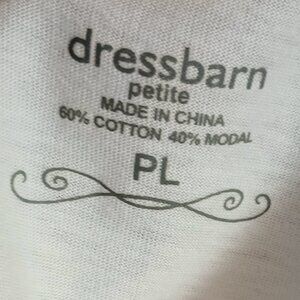 dressbarn
petite
MADE IN CHINA
60% COTTON 40% MODAL
PL